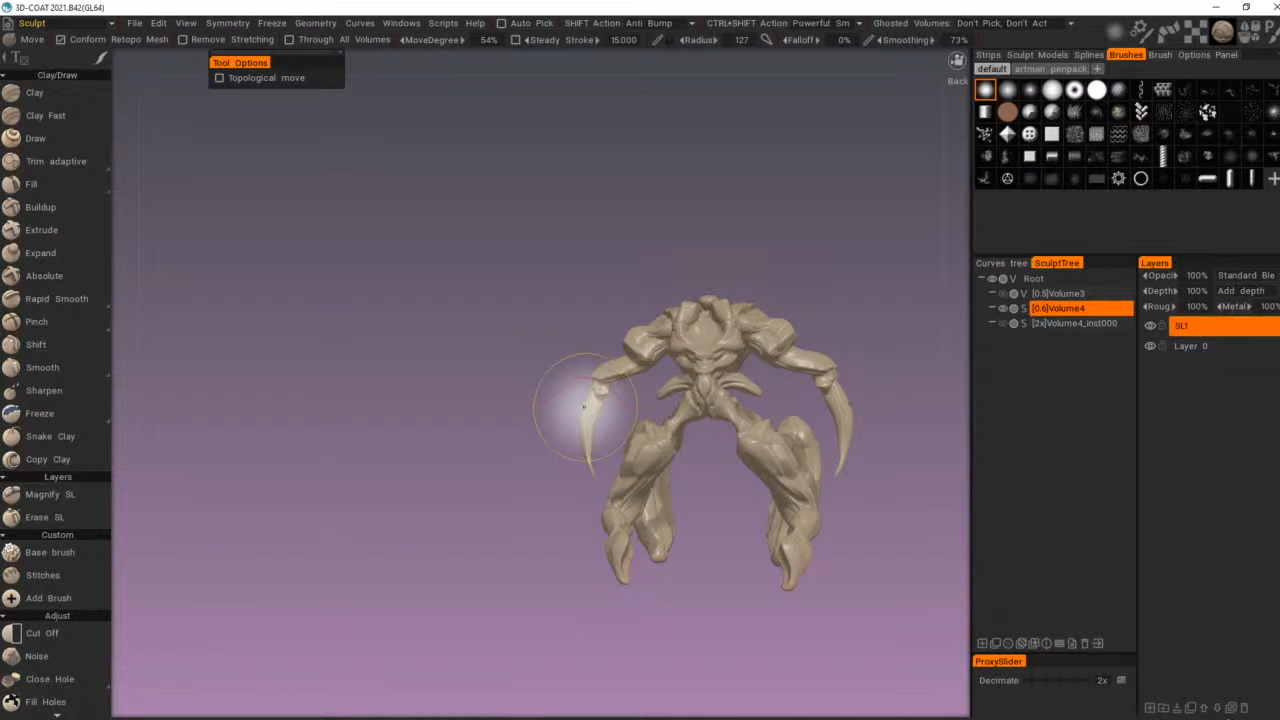 3D-COAT 2021.B42(GL64)
Sculpt File Edit View Symmetry Freeze Geometry Curves Windows Scripts Help Auto Pick SHIFT Action Anti Bump CTRL+SHIFT Action Powerful Sm Ghosted Volumes: Don't Pick, Don't Act
Move Conform Retopo Mesh Remove Stretching Through All Volumes MoveDegree 54% Steady Stroke 15.000 Radius 127 Falloff 0% Smoothing 73%
Tool Options
Topological move
Back
Clay/Draw
Clay
Clay Fast
Draw
Trim adaptive
Fill
Buildup
Extrude
Expand
Absolute
Rapid Smooth
Pinch
Shift
Smooth
Sharpen
Freeze
Snake Clay
Copy Clay
Layers
Magnify SL
Erase SL
Custom
Base brush
Stitches
Add Brush
Adjust
Cut Off
Noise
Close Hole
Fill Holes
Strips Sculpt Models Splines Brushes Brush Options Panel
default artman penpack +
Curves tree SculptTree
Root
V [0.5]Volume3
S [0.6]Volume4
S [2x]Volume4_inst000
ProxySlider
Decimate 2x
Layers
Opaci 100% Standard Ble
Depth 100% Add depth
Roug 100% Metal 100%
SL1
Layer 0